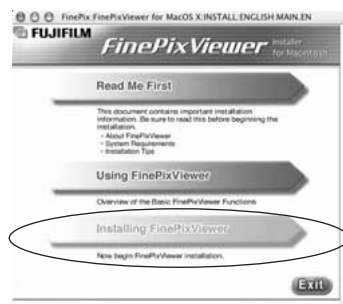 FinePix:FinePixViewer for MacOS X:INSTALL:ENGLISH:MAIN.EN
FUJIFILM
FinePixViewer Installer for Macintosh
Read Me First
This document contains important installation
information. Be sure to read this before beginning the
installation.
- About FinePixViewer
- System Requirements
- Installation Tips
Using FinePixViewer
Overview of the Basic FinePixViewer Functions
Installing FinePixViewer
Now begin FinePixViewer installation.
Exit